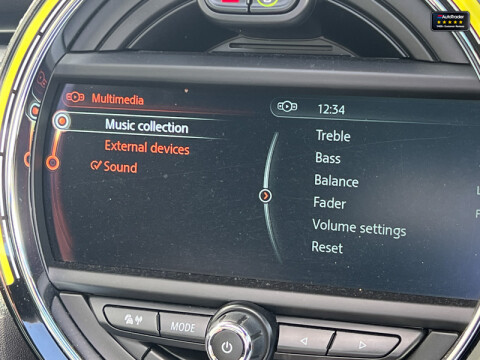 AutoTrader
Multimedia
12:34
Music collection
External devices
Sound
Treble
Bass
Balance
Fader
Volume settings
Reset
MODE